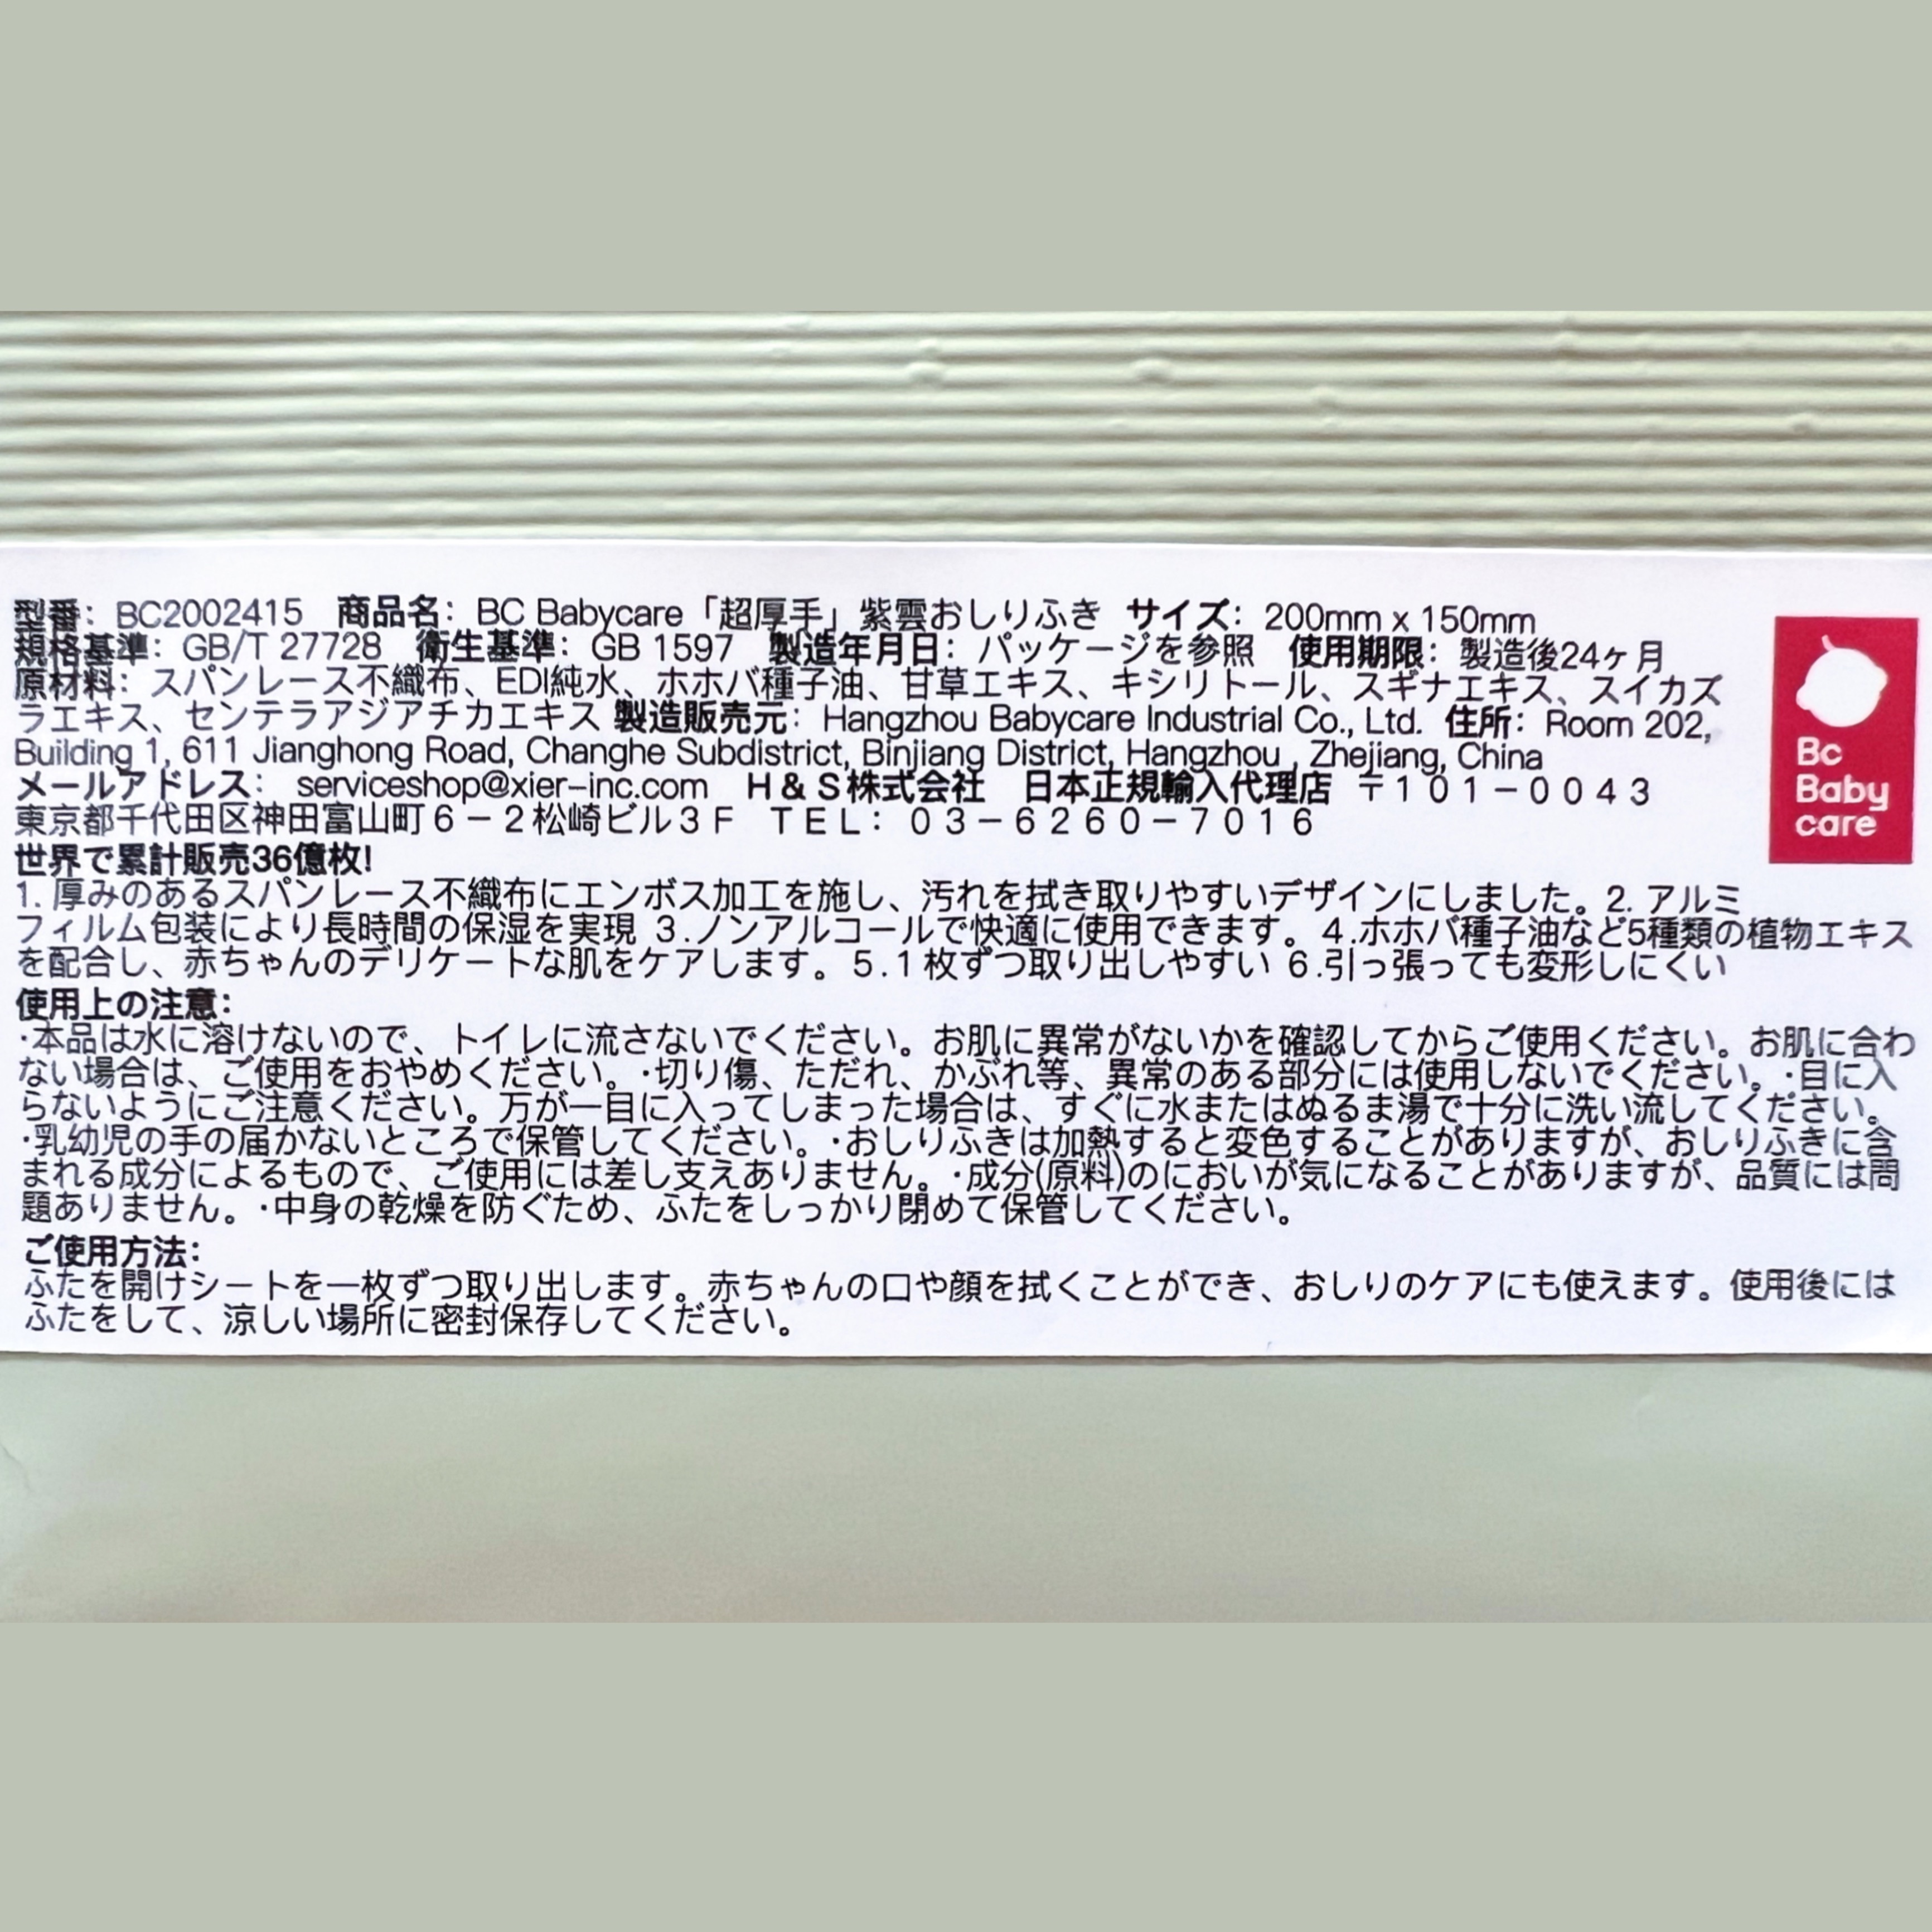 型番: BC2002415 商品名: BC Babycare「超厚手」紫雲おしりふき サイズ: 200mm x 150mm
規格基準: GB/T 27728 衛生基準: GB 1597 製造年月日: パッケージを参照 使用期限: 製造後24ヶ月
原材料: スパンレース不織布、EDI純水、ホホバ種子油、甘草エキス、キシリトール、スギナエキス、スイカズ
ラエキス、センテラアジアチカエキス 製造販売元: Hangzhou Babycare Industrial Co., Ltd. 住所: Room 202,
Building 1, 611 Jianghong Road, Changhe Subdistrict, Binjiang District, Hangzhou , Zhejiang, China
メールアドレス: serviceshop@xier-inc.com H＆S株式会社 日本正規輸入代理店 〒101－0043
東京都千代田区神田富山町６－２松崎ビル３Ｆ ＴＥＬ：０３－６２６０－７０１６
世界で累計販売36億枚!
1. 厚みのあるスパンレース不織布にエンボス加工を施し、汚れを拭き取りやすいデザインにしました。2. アルミ
フィルム包装により長時間の保湿を実現 3.ノンアルコールで快適に使用できます。4.ホホバ種子油など5種類の植物エキス
を配合し、赤ちゃんのデリケートな肌をケアします。5.1枚ずつ取り出しやすい 6.引っ張っても変形しにくい
使用上の注意:
·本品は水に溶けないので、トイレに流さないでください。お肌に異常がないかを確認してからご使用ください。お肌に合わ
ない場合は、ご使用をおやめください。·切り傷、ただれ、かぶれ等、異常のある部分には使用しないでください。·目に入
らないようにご注意ください。万が一目に入ってしまった場合は、すぐに水またはぬるま湯で十分に洗い流してください。
·乳幼児の手の届かないところで保管してください。·おしりふきは加熱すると変色することがありますが、おしりふきに含
まれる成分によるもので、ご使用には差し支えありません。·成分(原料)のにおいが気になることがありますが、品質には問
題ありません。·中身の乾燥を防ぐため、ふたをしっかり閉めて保管してください。
ご使用方法:
ふたを開けシートを一枚ずつ取り出します。赤ちゃんの口や顔を拭くことができ、おしりのケアにも使えます。使用後には
ふたをして、涼しい場所に密封保存してください。
Bc
Baby
care